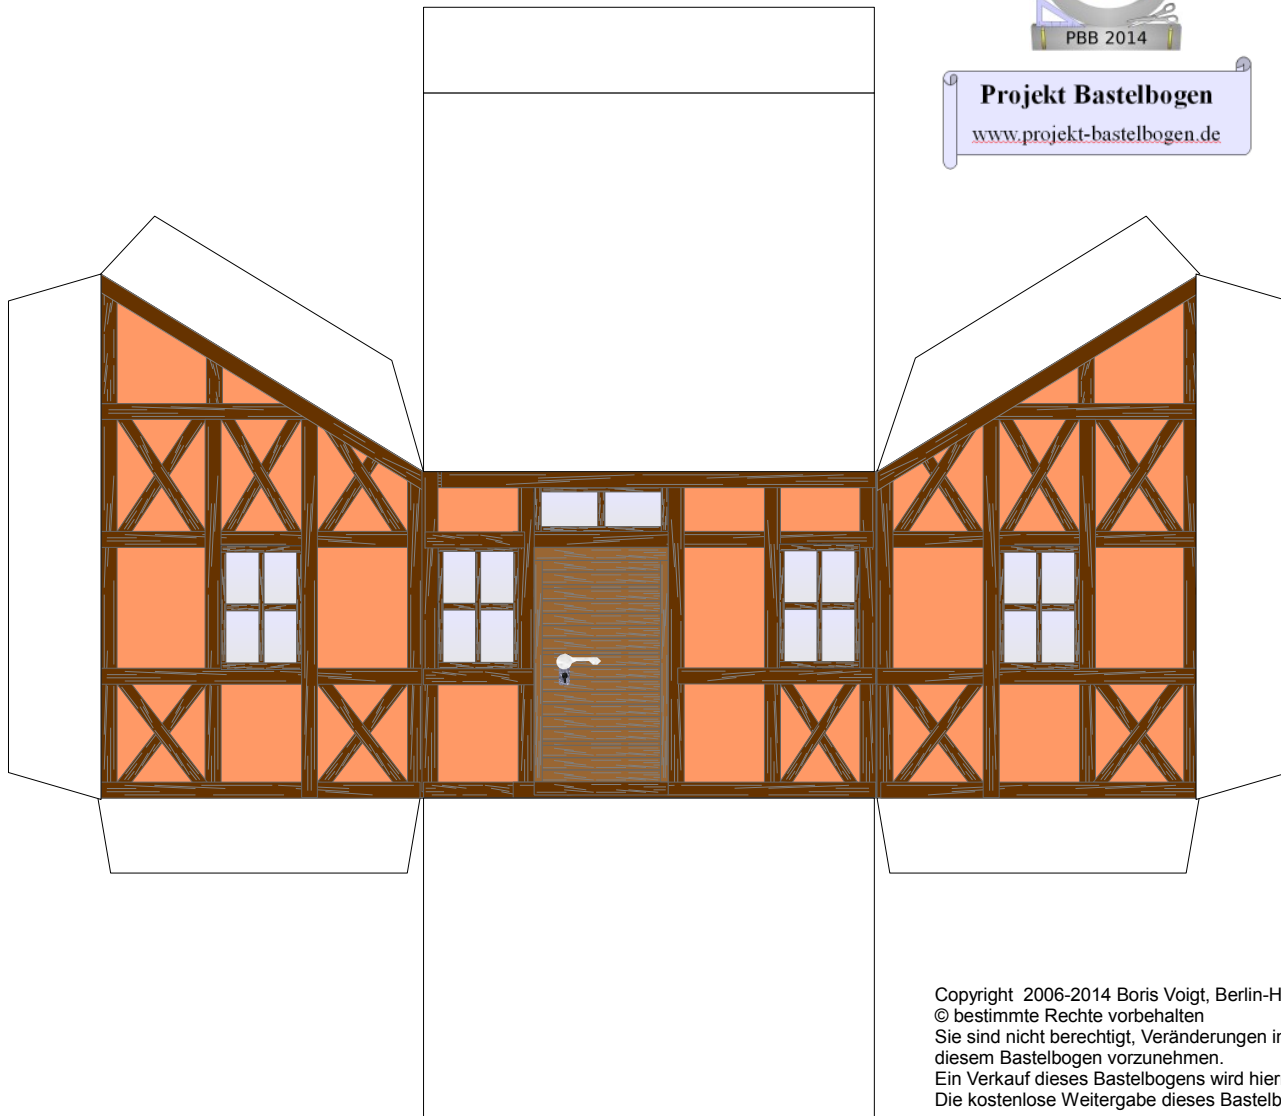 PBB 2014
Projekt Bastelbogen
www.projekt-bastelbogen.de
Copyright 2006-2014 Boris Voigt, Berlin-H
© bestimmte Rechte vorbehalten
Sie sind nicht berechtigt, Veränderungen in
diesem Bastelbogen vorzunehmen.
Ein Verkauf dieses Bastelbogens wird hier
Die kostenlose Weitergabe dieses Bastelb